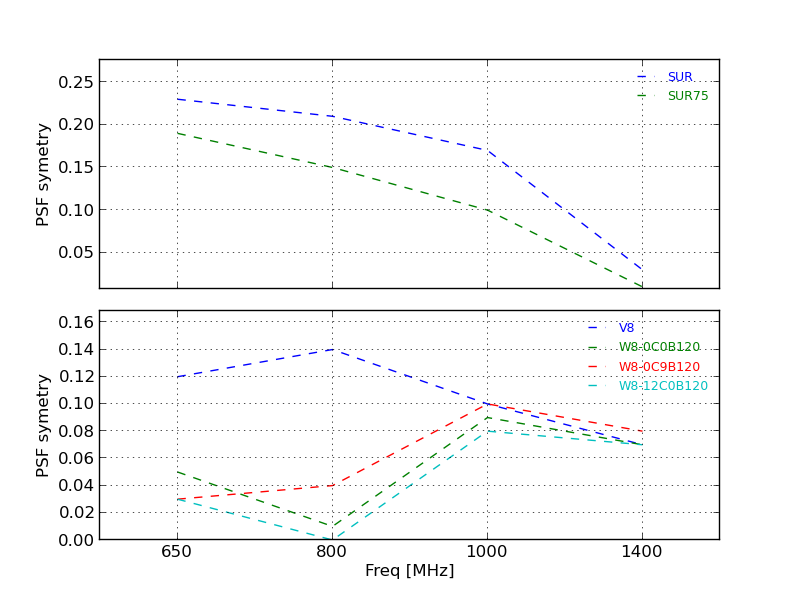 0.25
0.20
0.15
0.10
0.05
PSF symetry
SUR
SUR75
0.16
0.14
0.12
0.10
0.08
0.06
0.04
0.02
0.00
PSF symetry
V8
W8-0C0B120
W8-0C9B120
W8-12C0B120
650 800 1000 1400
Freq [MHz]